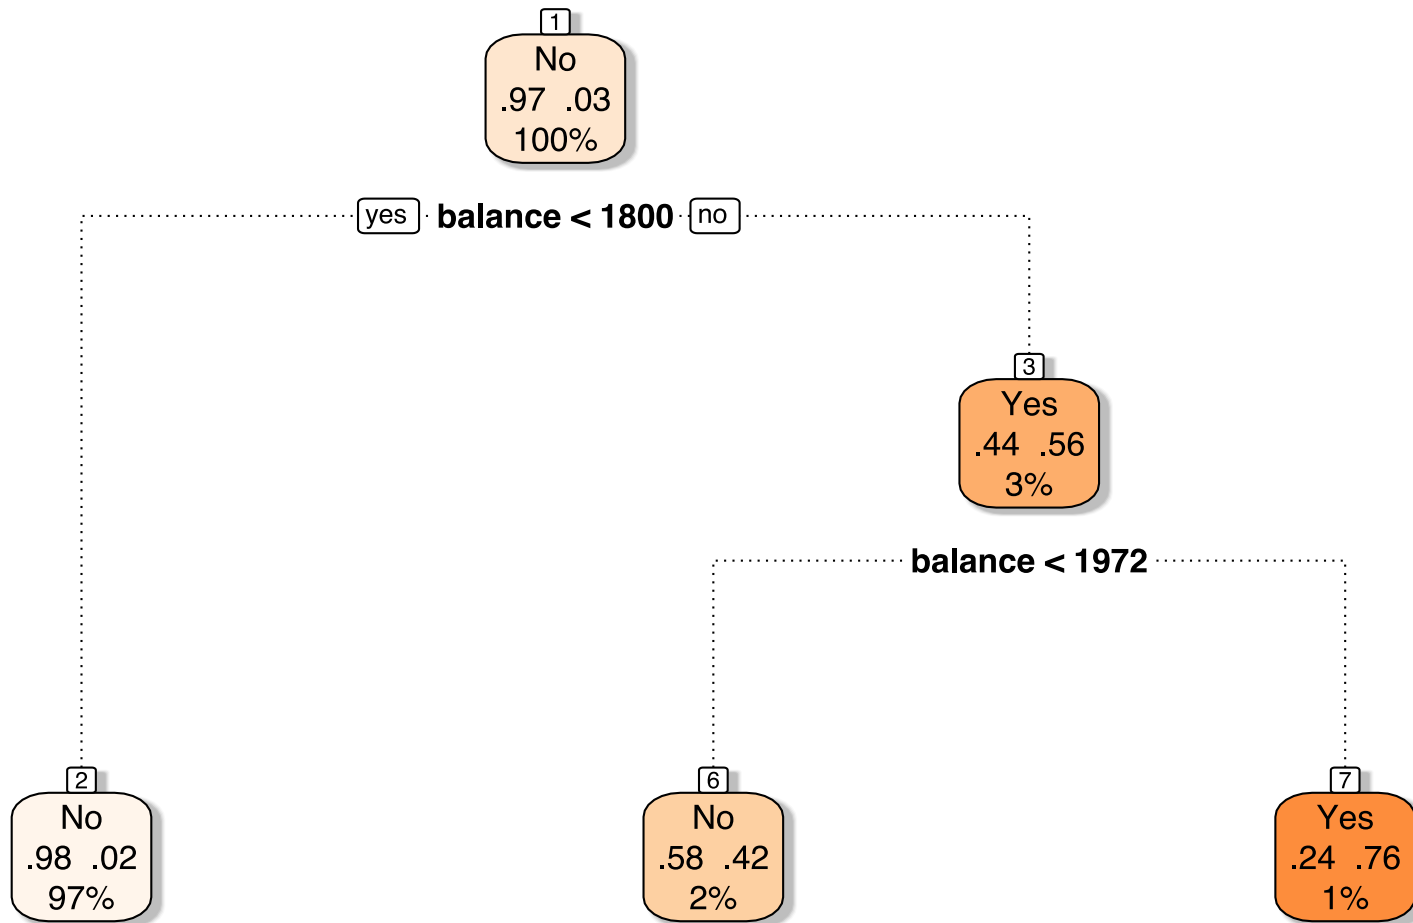 1
No
.97 .03
100%
yes balance < 1800 no
3
Yes
.44 .56
3%
balance < 1972
2
No
.98 .02
97%
6
No
.58 .42
2%
7
Yes
.24 .76
1%